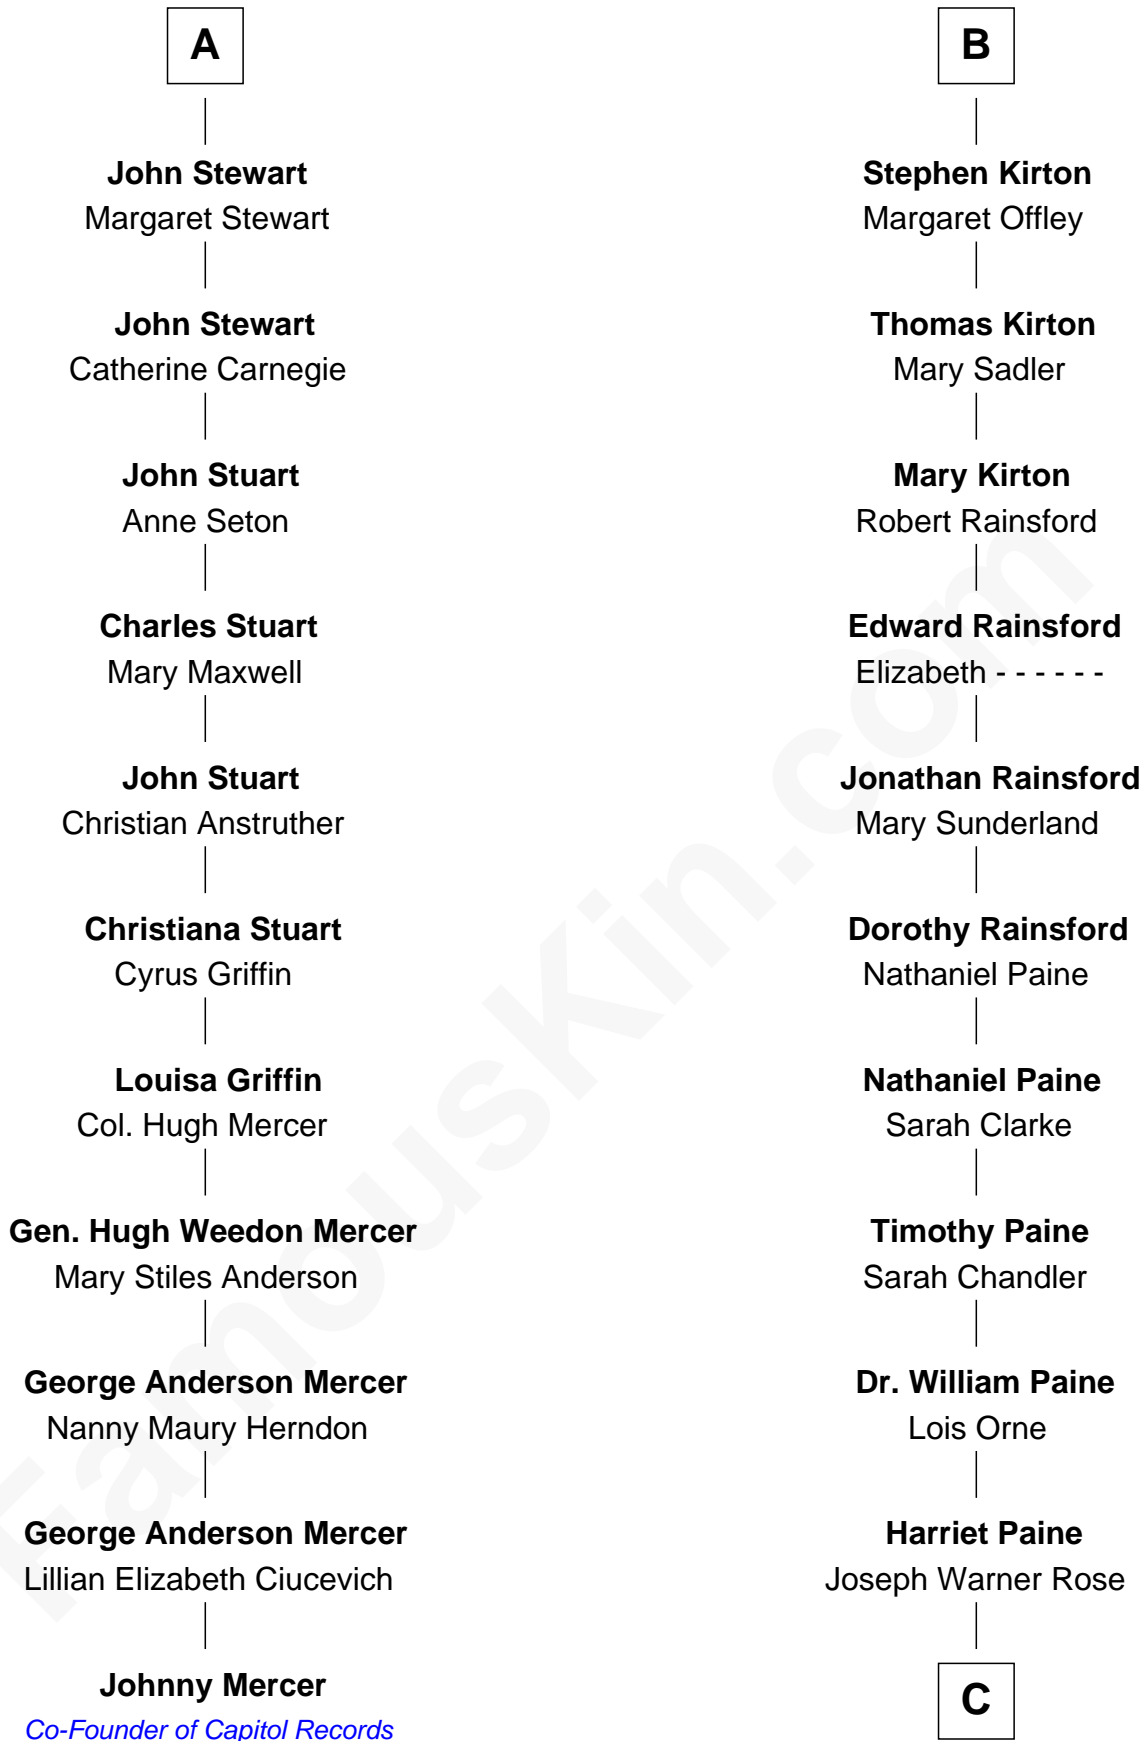 A
John Stewart
Margaret Stewart
John Stewart
Catherine Carnegie
John Stuart
Anne Seton
Charles Stuart
Mary Maxwell
John Stuart
Christian Anstruther
Christiana Stuart
Cyrus Griffin
Louisa Griffin
Col. Hugh Mercer
Gen. Hugh Weedon Mercer
Mary Stiles Anderson
George Anderson Mercer
Nanny Maury Herndon
George Anderson Mercer
Lillian Elizabeth Ciucevich
Johnny Mercer
Co-Founder of Capitol Records
B
Stephen Kirton
Margaret Offley
Thomas Kirton
Mary Sadler
Mary Kirton
Robert Rainsford
Edward Rainsford
Elizabeth - - - - - -
Jonathan Rainsford
Mary Sunderland
Dorothy Rainsford
Nathaniel Paine
Nathaniel Paine
Sarah Clarke
Timothy Paine
Sarah Chandler
Dr. William Paine
Lois Orne
Harriet Paine
Joseph Warner Rose
C
FamousKin.com